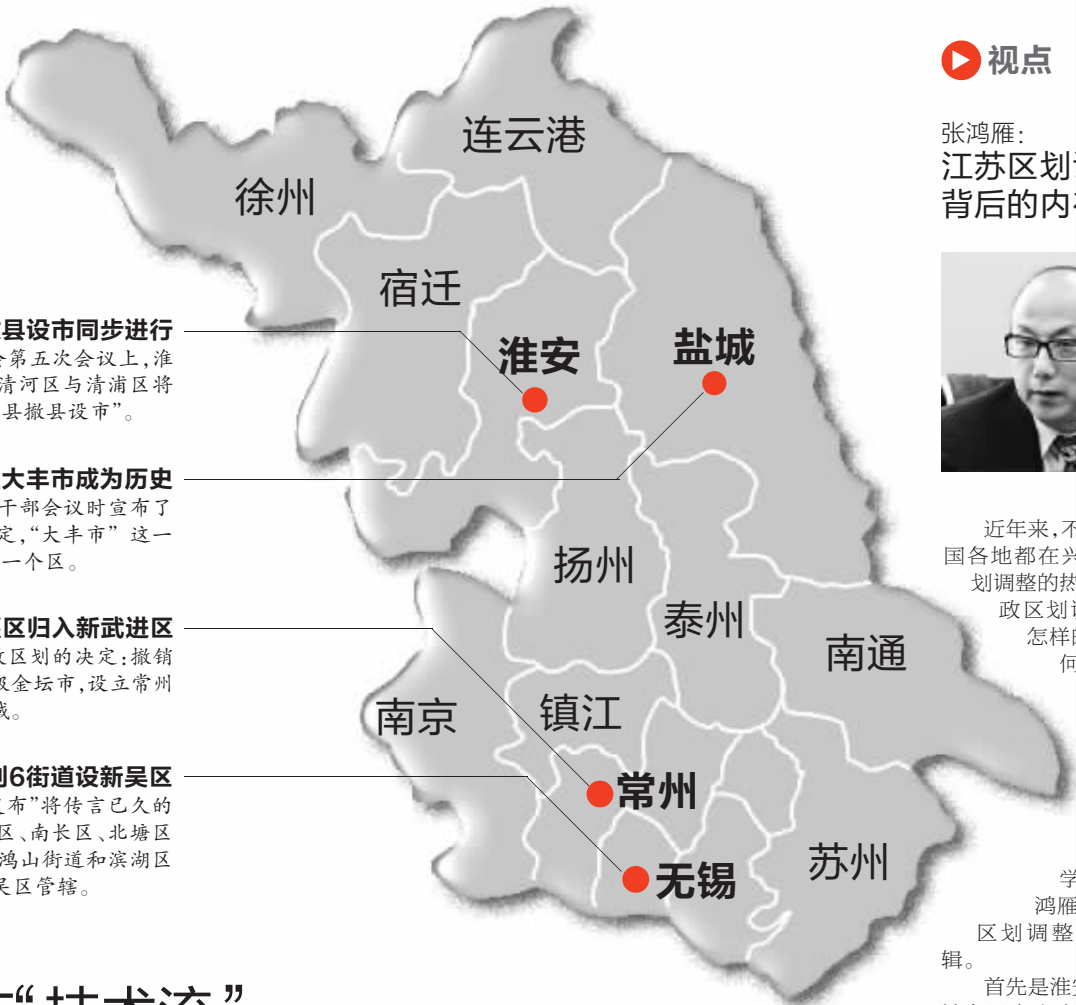 连云港
徐州
宿迁
淮安
盐城
扬州
泰州
南通
南京
镇江
常州
无锡
苏州
县设市同步进行
会第五次会议上,淮
清河区与清浦区将
县撤县设市”。
大丰市成为历史
干部会议时宣布了
定,“大丰市”这一
一个区。
区归入新武进区
政区划的决定:撤销
级金坛市,设立常州
6街道设新吴区
布”将传言已久的
区、南长区、北塘区
鸿山街道和滨湖区
吴区管辖。
“技术流”
视点
张鸿雁:
江苏区划
背后的内
近年来,不
国各地都在兴
划调整的热
政区划
怎样的
何
学
鸿雁
区划调整
辑。
首先是淮安